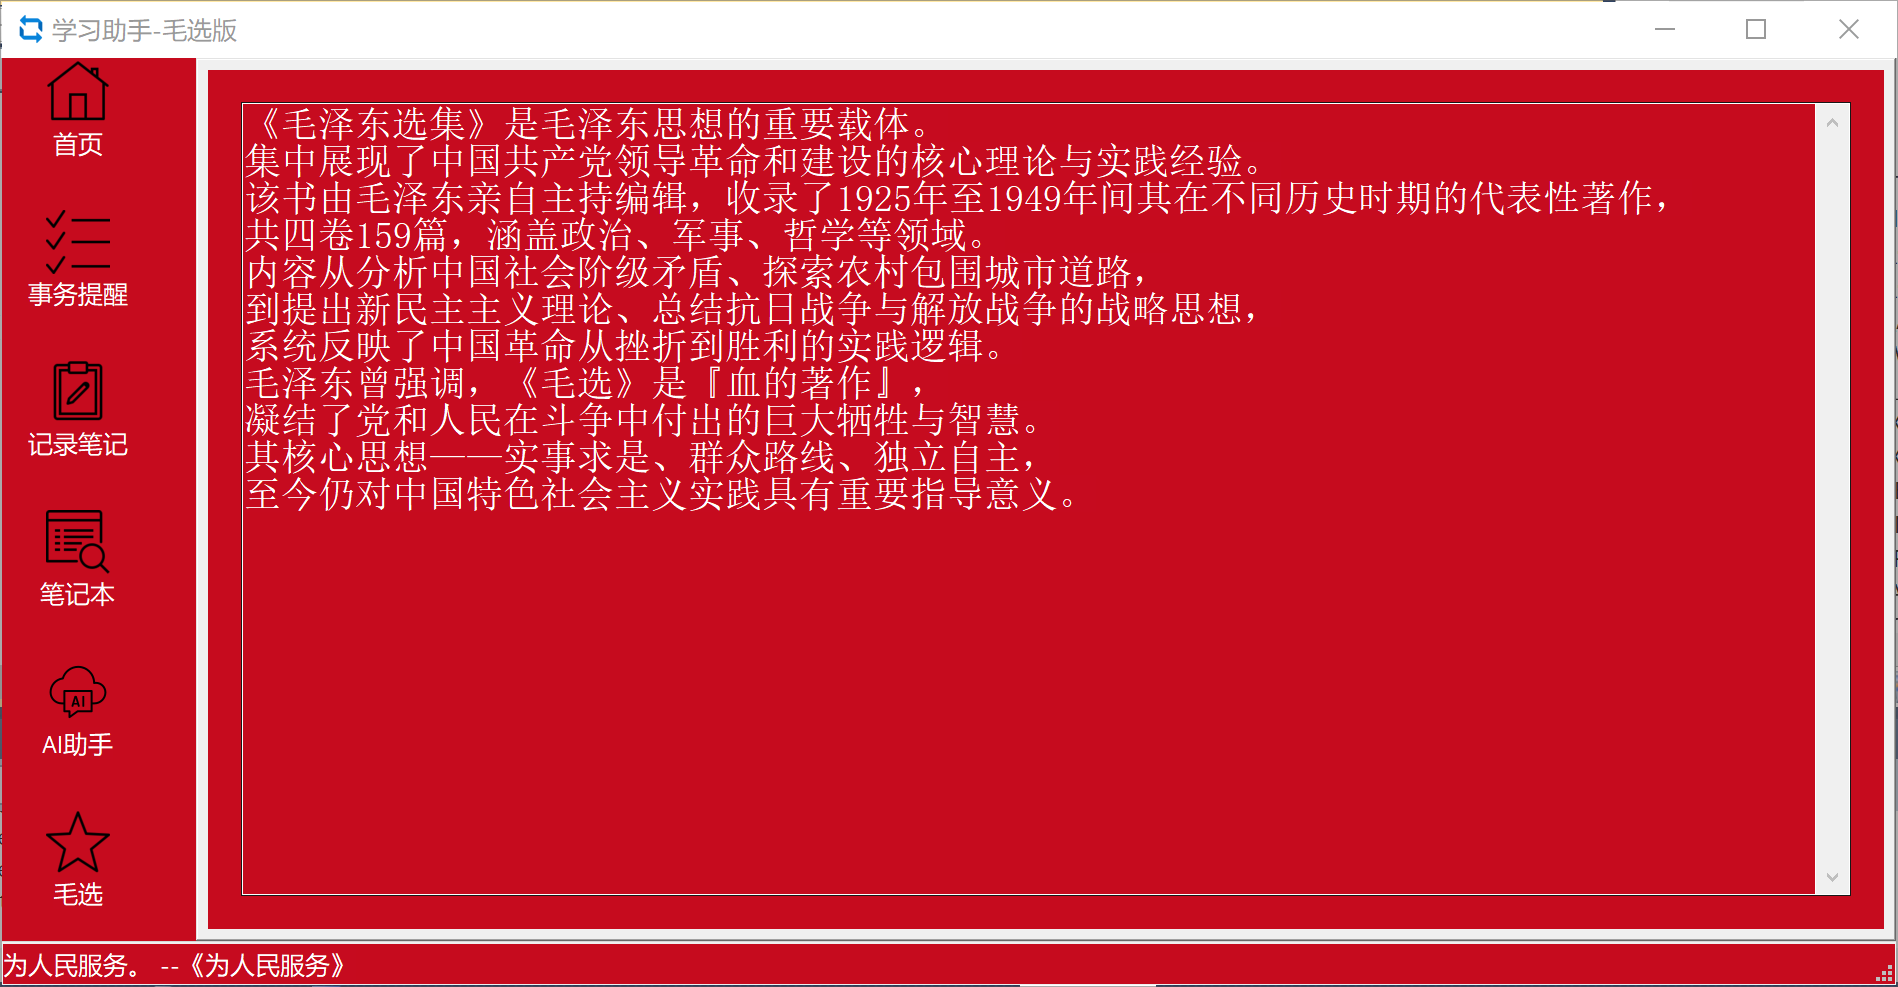 学习助手-毛选版
首页
事务提醒
记录笔记
笔记本
AI
AI助手
毛选
《毛泽东选集》是毛泽东思想的重要载体。
集中展现了中国共产党领导革命和建设的核心理论与实践经验。
该书由毛泽东亲自主持编辑，收录了1925年至1949年间其在不同历史时期的代表性著作，
共四卷159篇，涵盖政治、军事、哲学等领域。
内容从分析中国社会阶级矛盾、探索农村包围城市道路，
到提出新民主主义理论、总结抗日战争与解放战争的战略思想，
系统反映了中国革命从挫折到胜利的实践逻辑。
毛泽东曾强调，《毛选》是『血的著作』，
凝结了党和人民在斗争中付出的巨大牺牲与智慧。
其核心思想——实事求是、群众路线、独立自主，
至今仍对中国特色社会主义实践具有重要指导意义。
为人民服务。 --《为人民服务》